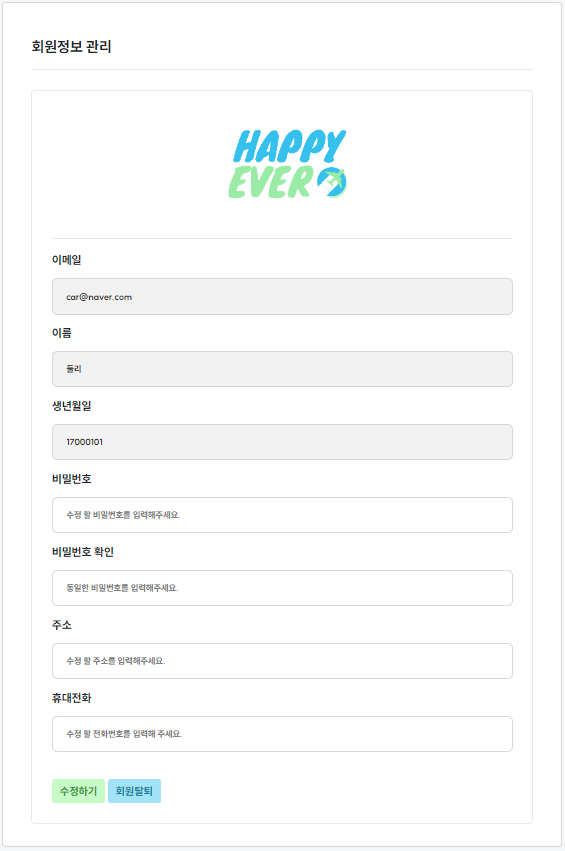 회원정보 관리
HAPPY
EVER
이메일
car@naver.com
이름
둘리
생년월일
17000101
비밀번호
수정 할 비밀번호를 입력해주세요.
비밀번호 확인
동일한 비밀번호를 입력해주세요.
주소
수정 할 주소를 입력해주세요.
휴대전화
수정 할 전화번호를 입력해 주세요.
수정하기 회원탈퇴